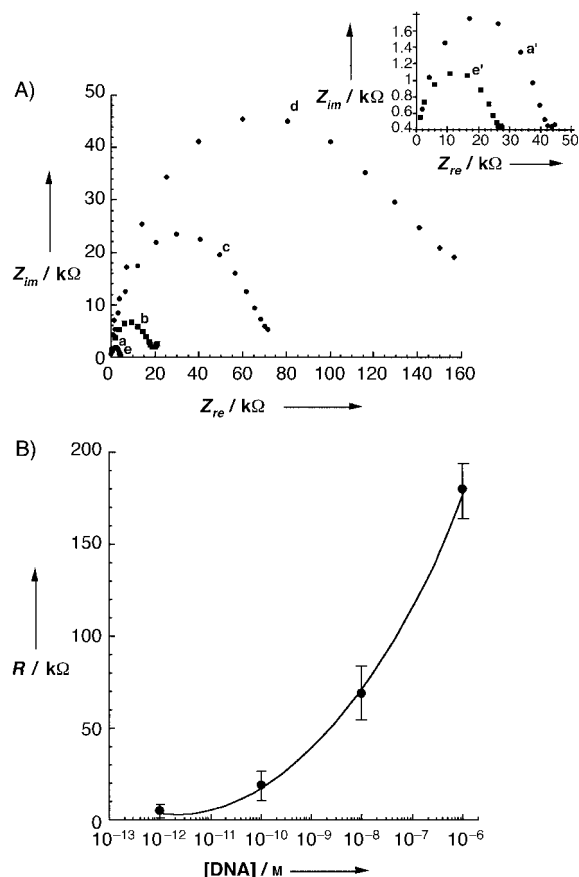 A)
Z_im / kΩ
1.6
1.4
1.2
1
0.8
0.6
0.4
e'
a'
0 10 20 30 40 50
Z_re / kΩ
50
40
30
20
10
0
Z_im / kΩ
d
c
b
a
e
0 20 40 60 80 100 120 140 160
Z_re / kΩ
B)
200
150
100
50
0
R / kΩ
10⁻¹³ 10⁻¹² 10⁻¹¹ 10⁻¹⁰ 10⁻⁹ 10⁻⁸ 10⁻⁷ 10⁻⁶
[DNA] / M